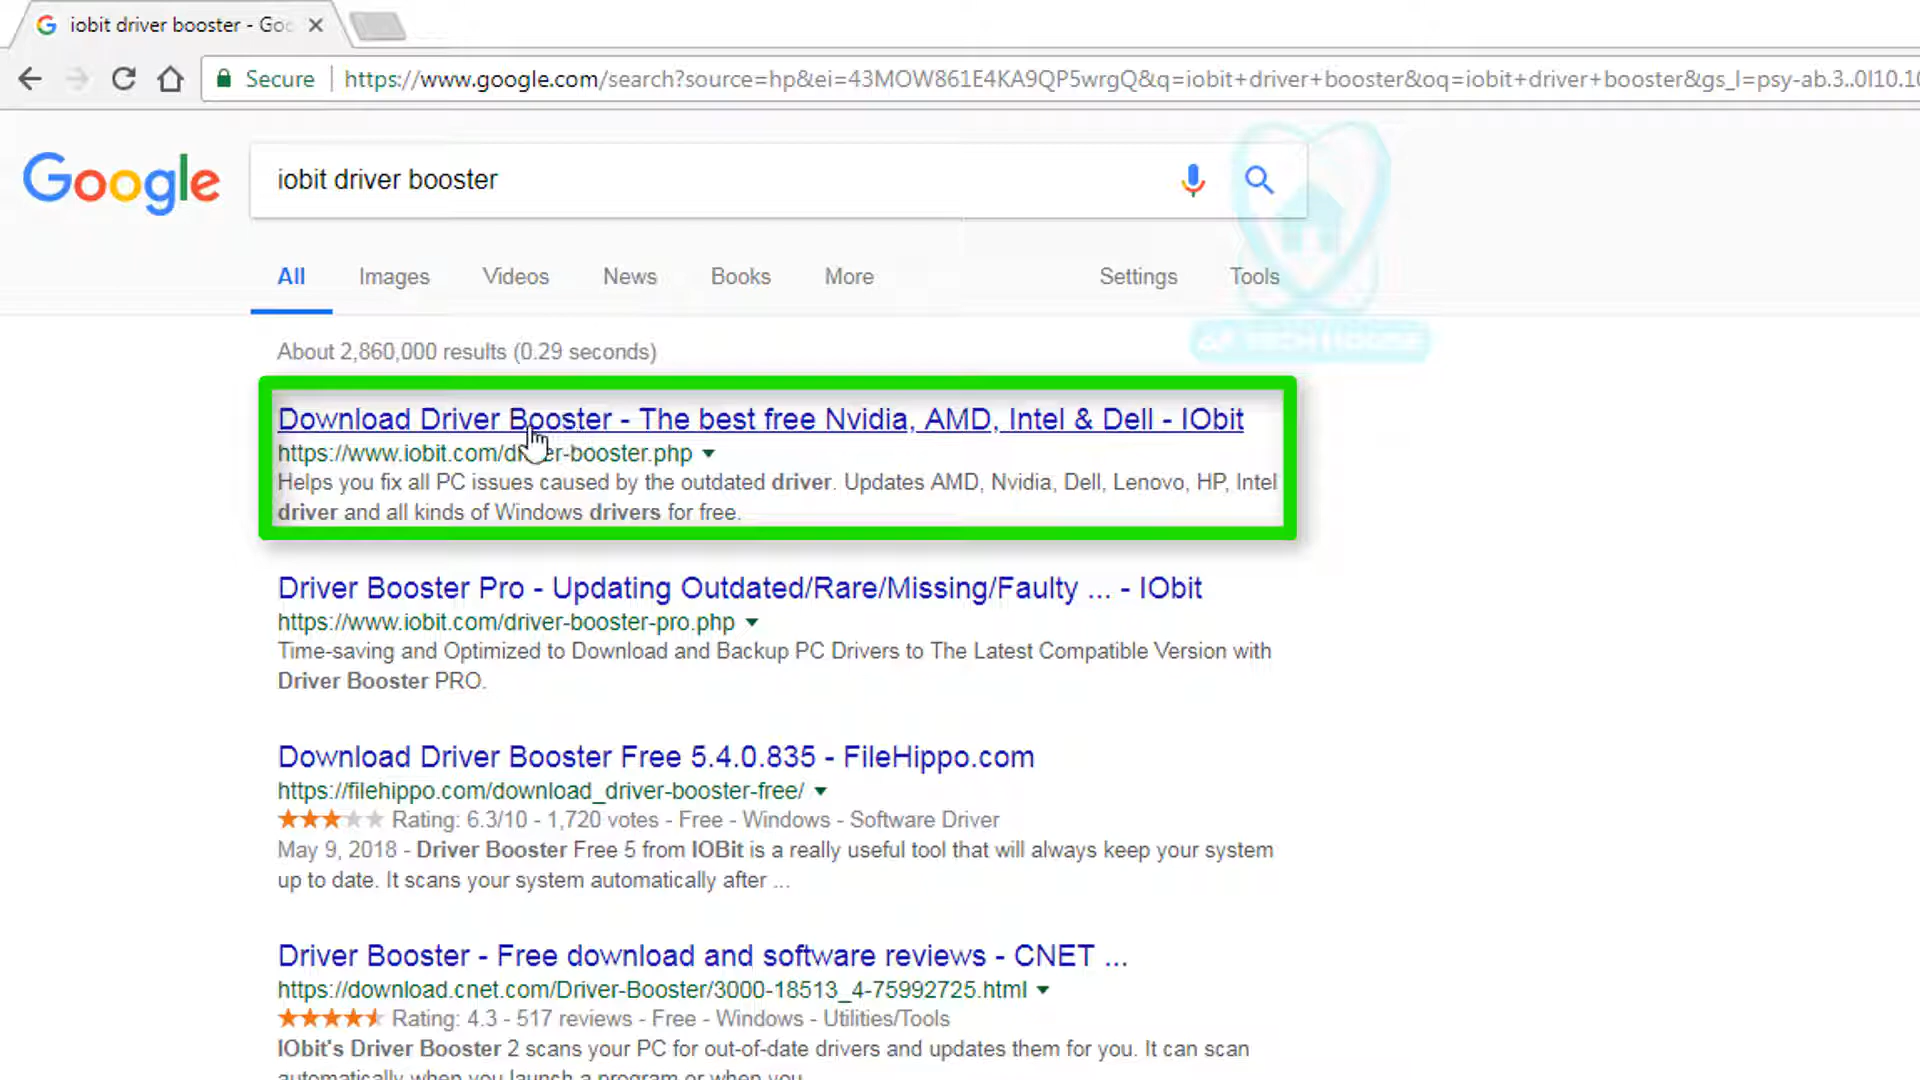 iobit driver booster - Goo
Secure
https://www.google.com/search?source=hp&ei=43MOW861E4KA9QP5wrgQ&q=iobit+driver+booster&oq=iobit+driver+booster&gs_l=psy-ab.3..0l10.10
Google
iobit driver booster
All Images Videos News Books More Settings Tools
TECH HOME
About 2,860,000 results (0.29 seconds)
Download Driver Booster - The best free Nvidia, AMD, Intel & Dell - IObit
https://www.iobit.com/driver-booster.php
Helps you fix all PC issues caused by the outdated driver. Updates AMD, Nvidia, Dell, Lenovo, HP, Intel
driver and all kinds of Windows drivers for free.
Driver Booster Pro - Updating Outdated/Rare/Missing/Faulty ... - IObit
https://www.iobit.com/driver-booster-pro.php
Time-saving and Optimized to Download and Backup PC Drivers to The Latest Compatible Version with
Driver Booster PRO.
Download Driver Booster Free 5.4.0.835 - FileHippo.com
https://filehippo.com/download_driver-booster-free/
Rating: 6.3/10 - 1,720 votes - Free - Windows - Software Driver
May 9, 2018 - Driver Booster Free 5 from IOBit is a really useful tool that will always keep your system
up to date. It scans your system automatically after ...
Driver Booster - Free download and software reviews - CNET ...
https://download.cnet.com/Driver-Booster/3000-18513_4-75992725.html
Rating: 4.3 - 517 reviews - Free - Windows - Utilities/Tools
IObit's Driver Booster 2 scans your PC for out-of-date drivers and updates them for you. It can scan
automatically when you launch a program or when you